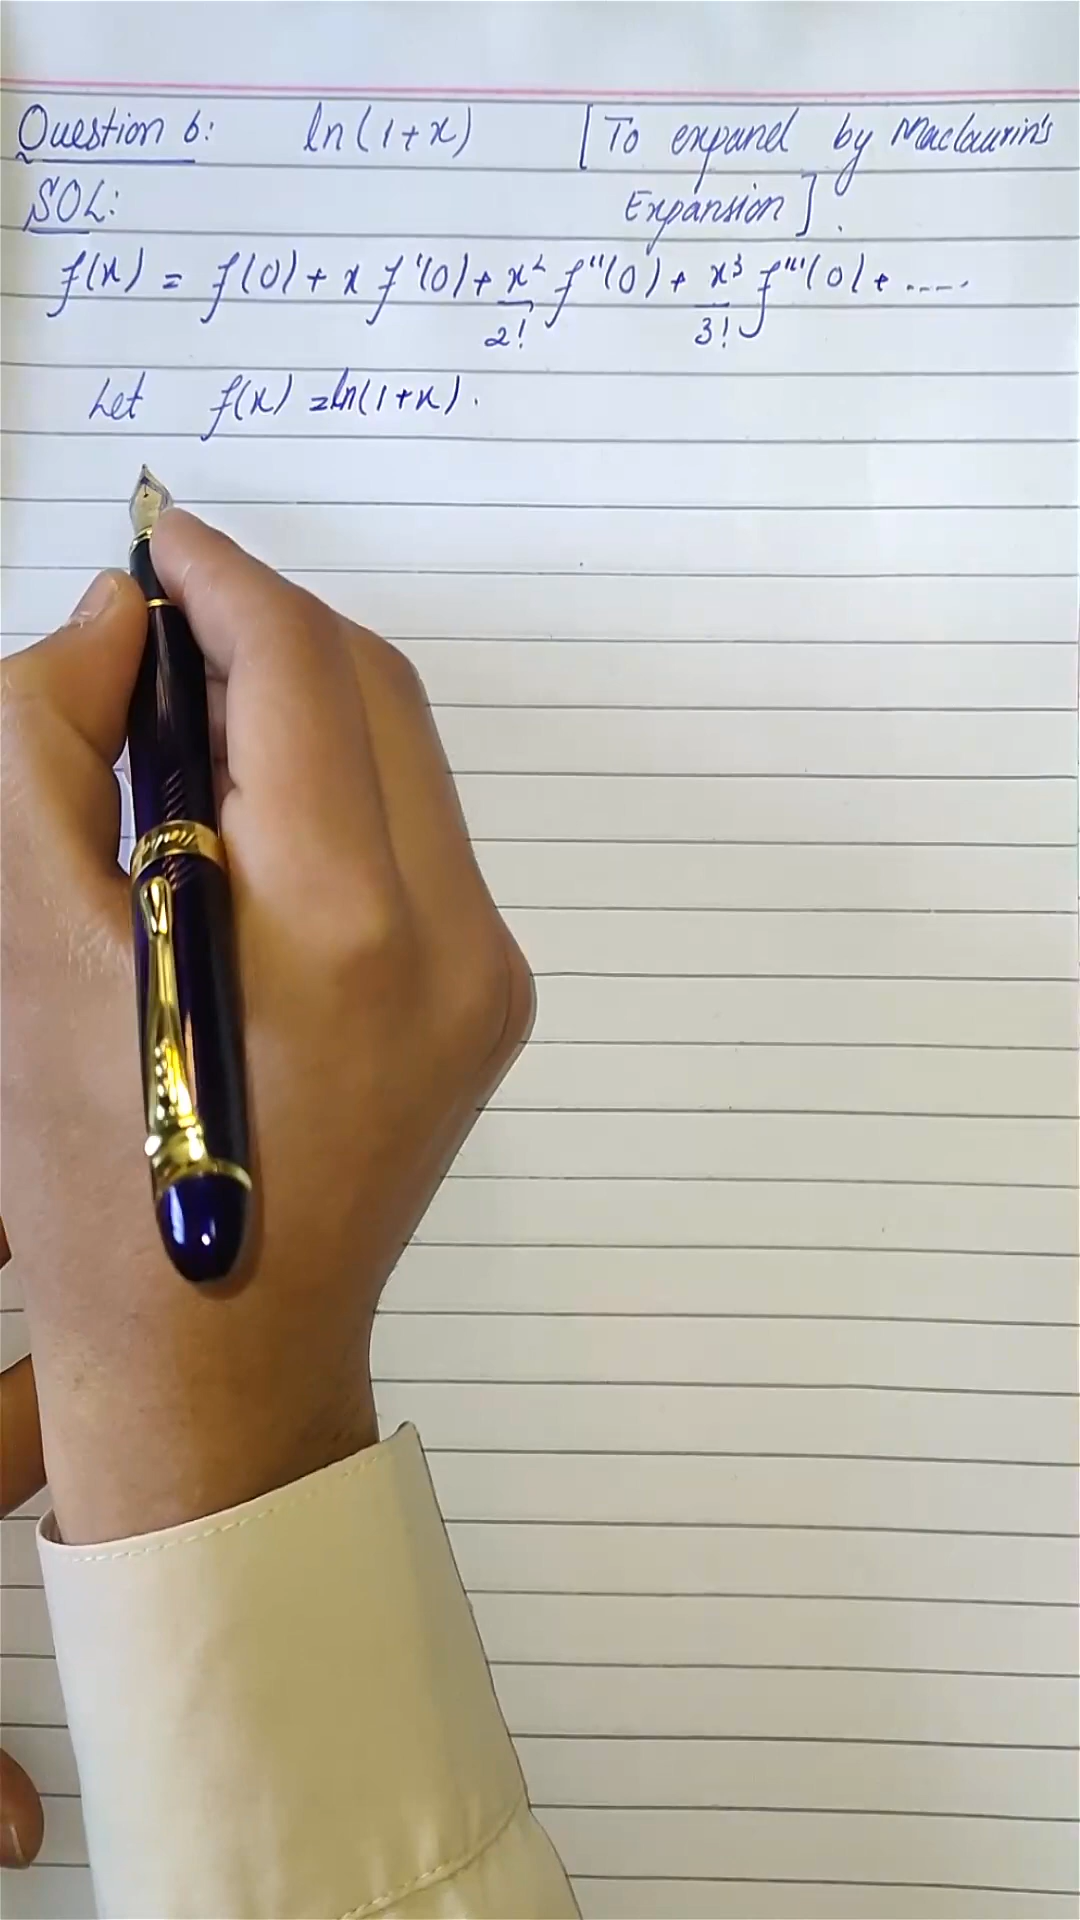 Question 6: ln(1+x) [To expand by Maclaurin's
SOL: Expansion].
f(x) = f(0) + x f'(0) + x²/2! f''(0) + x³/3! f'''(0) + .....
Let f(x) = ln(1+x).